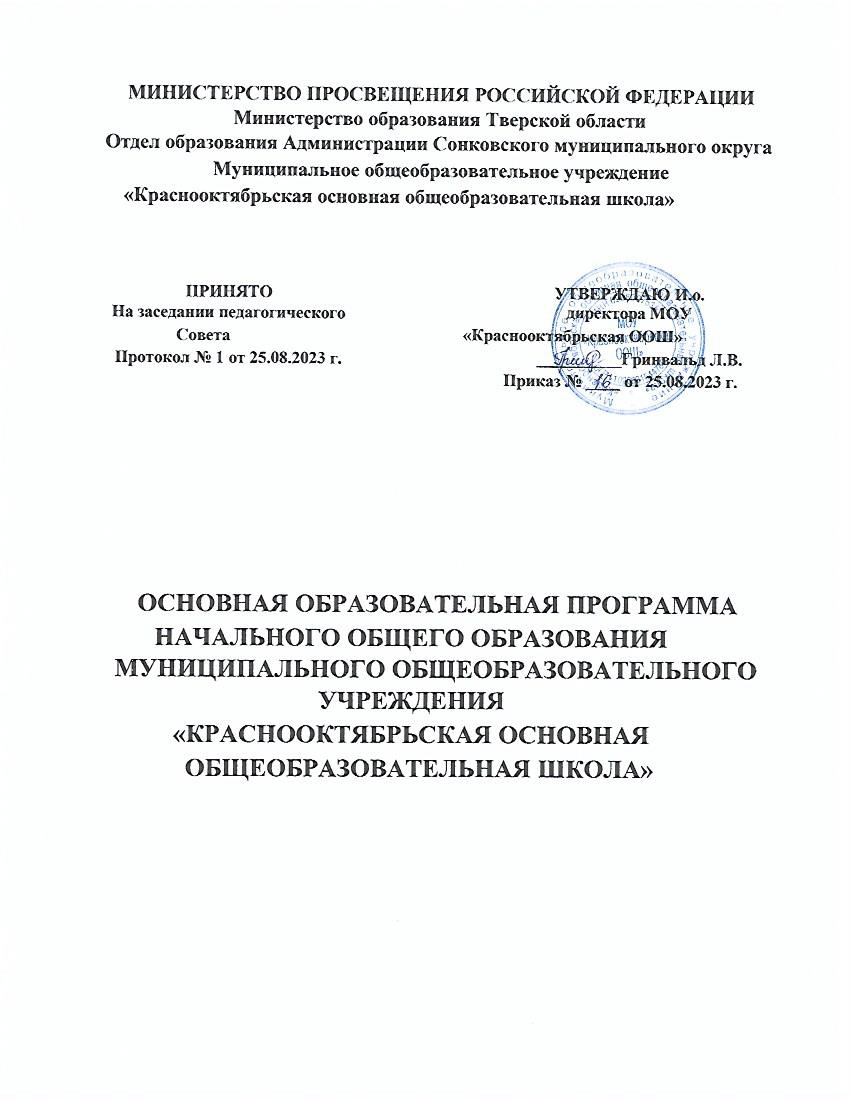 МИНИСТЕРСТВО ПРОСВЕЩЕНИЯ РОССИЙСКОЙ ФЕДЕРАЦИИ
Министерство образования Тверской области
Отдел образования Администрации Сонковского муниципального округа
Муниципальное общеобразовательное учреждение
«Краснооктябрьская основная общеобразовательная школа»
ПРИНЯТО
На заседании педагогического
Совета
Протокол № 1 от 25.08.2023 г.
УТВЕРЖДАЮ И.о.
директора МОУ
«Краснооктябрьская ООШ»
Гринвальд Л.В.
Приказ № 16 от 25.08.2023 г.
МОУ
ООШ»
ОСНОВНАЯ ОБРАЗОВАТЕЛЬНАЯ ПРОГРАММА
НАЧАЛЬНОГО ОБЩЕГО ОБРАЗОВАНИЯ
МУНИЦИПАЛЬНОГО ОБЩЕОБРАЗОВАТЕЛЬНОГО
УЧРЕЖДЕНИЯ
«КРАСНООКТЯБРЬСКАЯ ОСНОВНАЯ
ОБЩЕОБРАЗОВАТЕЛЬНАЯ ШКОЛА»